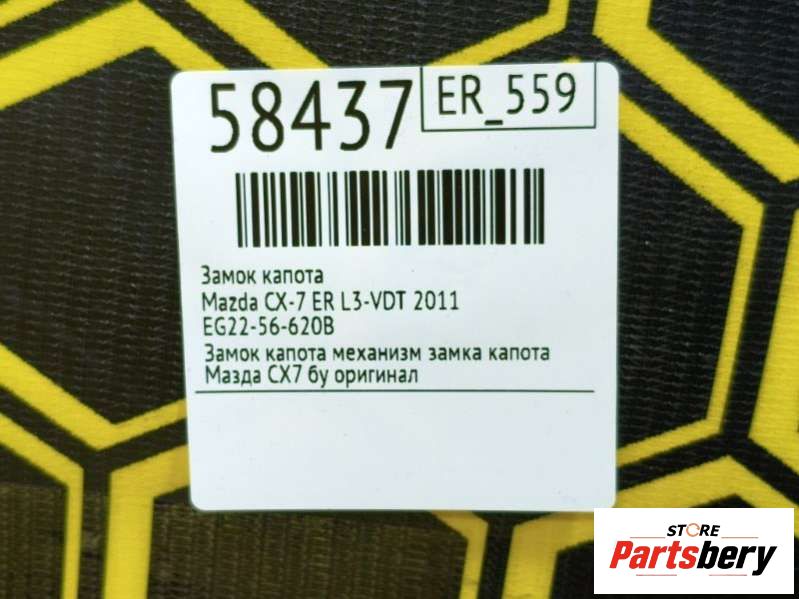 58437
ER_559
Замок капота
Mazda CX-7 ER L3-VDT 2011
EG22-56-620B
Замок капота механизм замка капота
Мазда СХ7 бу оригинал
STORE
Partsbery